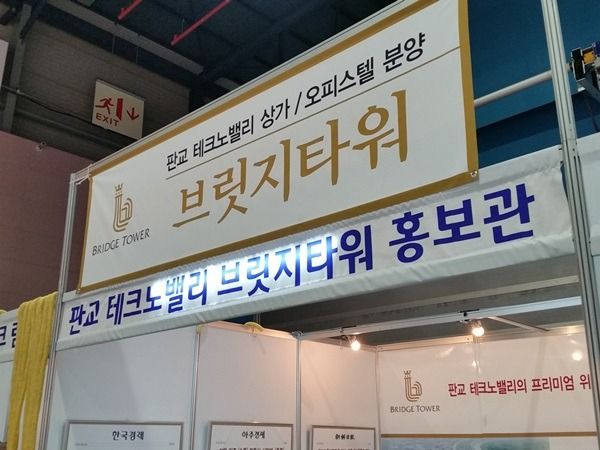 EXIT
판교 테크노밸리 상가 / 오피스텔 분양
브릿지타워
BRIDGE TOWER
판교 테크노밸리 브릿지타워 홍보관
크림
BRIDGE TOWER
판교 테크노밸리의 프리미엄 위
한국경제
아주경제